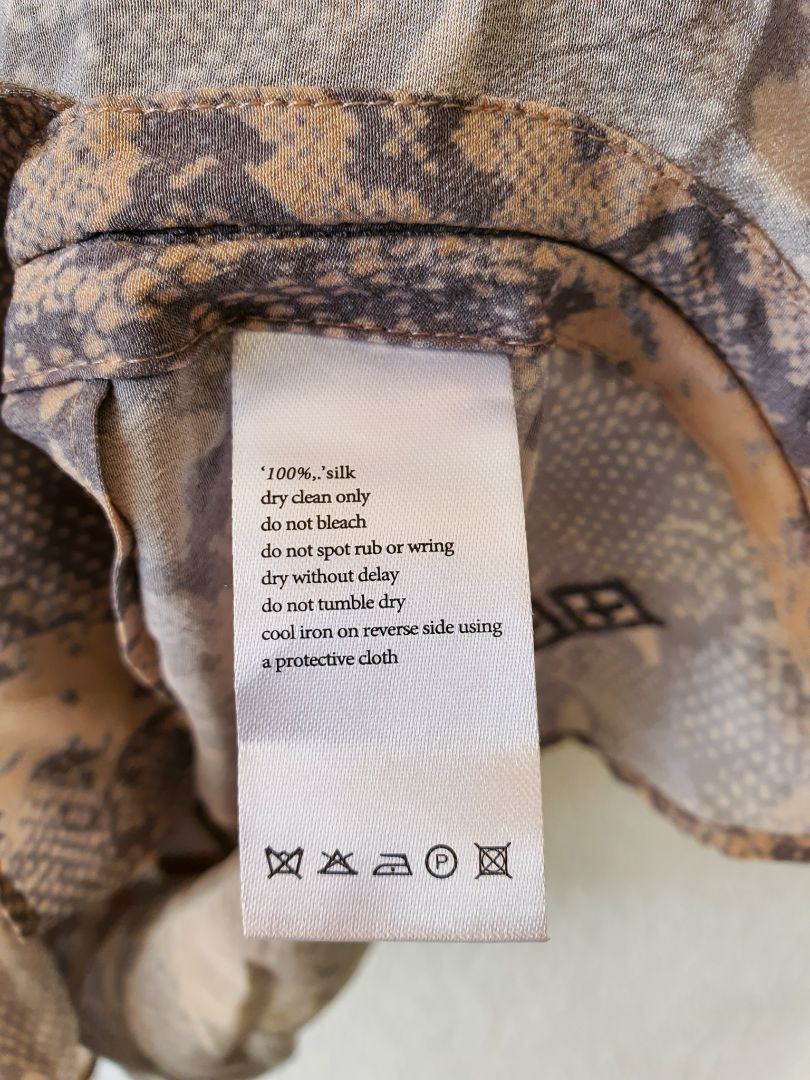 ‘100%,.’silk
dry clean only
do not bleach
do not spot rub or wring
dry without delay
do not tumble dry
cool iron on reverse side using
a protective cloth
P